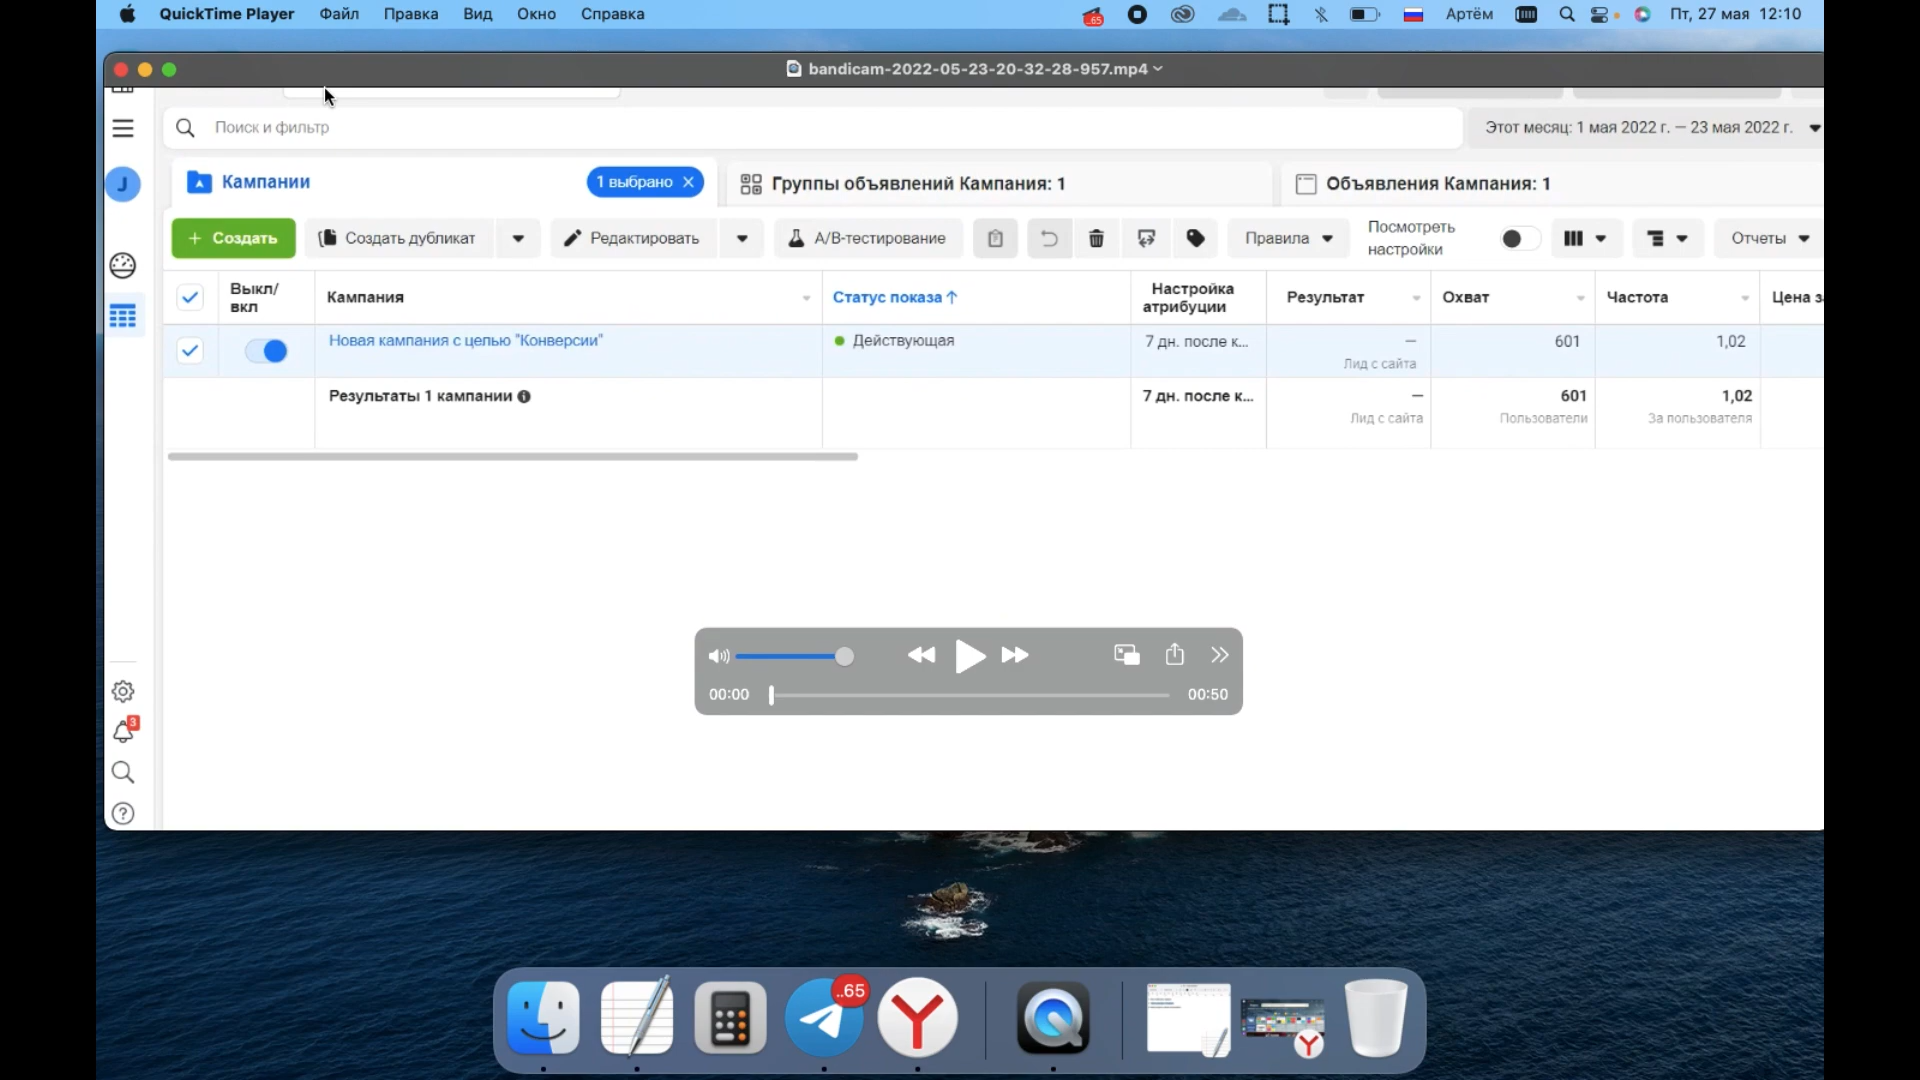 QuickTime Player Файл Правка Вид Окно Справка
..65
Артём
Пт, 27 мая 12:10
bandicam-2022-05-23-20-32-28-957.mp4
Поиск и фильтр
Этот месяц: 1 мая 2022 г. – 23 мая 2022 г.
J
Кампании
1 выбрано ×
Группы объявлений Кампания: 1
Объявления Кампания: 1
+ Создать
Создать дубликат
Редактировать
A/B-тестирование
Правила
Посмотреть
настройки
Отчеты
Выкл/
вкл
Кампания
Статус показа ↑
Настройка
атрибуции
Результат
Охват
Частота
Цена з
Новая кампания с целью "Конверсии"
Действующая
7 дн. после к...
—
Лид с сайта
601
1,02
Результаты 1 кампании
7 дн. после к...
—
Лид с сайта
601
Пользователи
1,02
За пользователя
00:00
00:50
3
..65